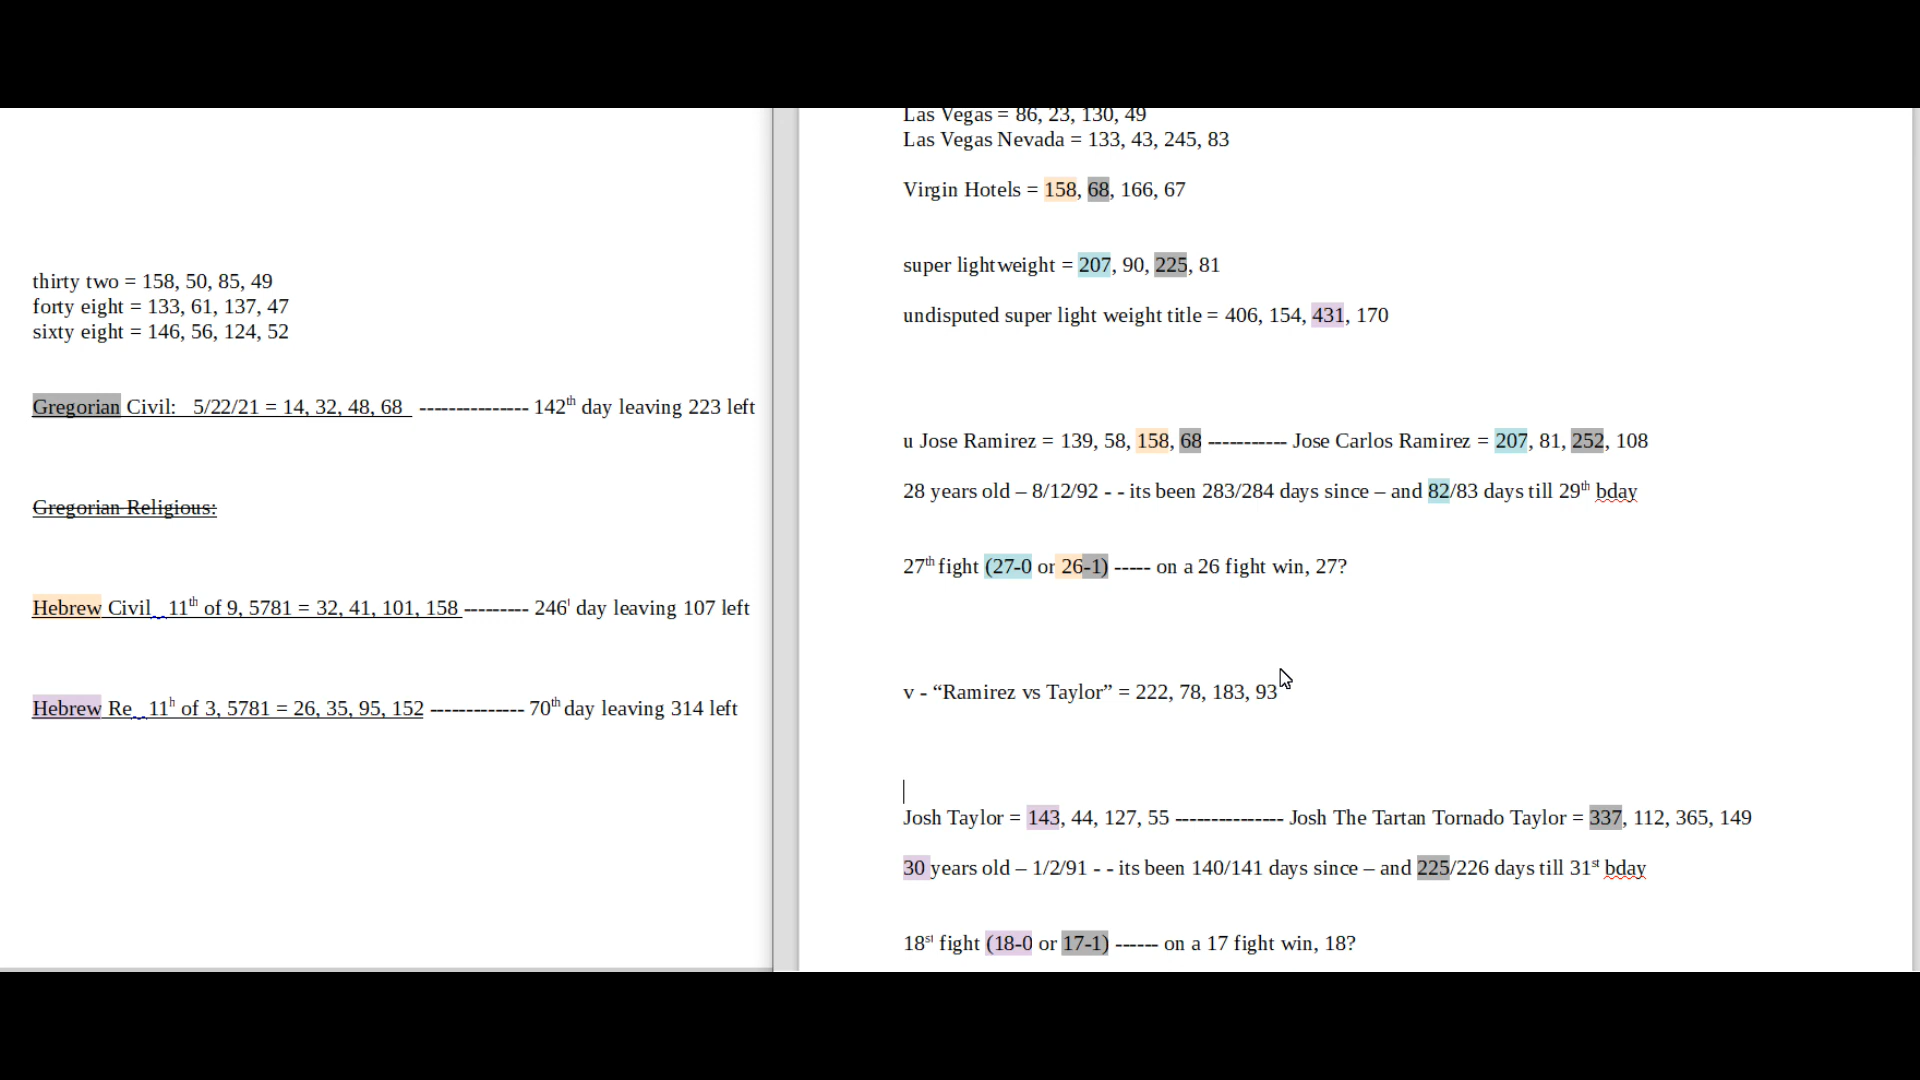 thirty two = 158, 50, 85, 49
forty eight = 133, 61, 137, 47
sixty eight = 146, 56, 124, 52
Gregorian Civil: 5/22/21 = 14, 32, 48, 68 --------------- 142th day leaving 223 left
Gregorian Religious:
Hebrew Civil 11th of 9, 5781 = 32, 41, 101, 158 --------- 246' day leaving 107 left
Hebrew Re 11h of 3, 5781 = 26, 35, 95, 152 ------------- 70th day leaving 314 left
Las Vegas = 86, 23, 130, 49
Las Vegas Nevada = 133, 43, 245, 83
Virgin Hotels = 158, 68, 166, 67
super lightweight = 207, 90, 225, 81
undisputed super light weight title = 406, 154, 431, 170
u Jose Ramirez = 139, 58, 158, 68 ----------- Jose Carlos Ramirez = 207, 81, 252, 108
28 years old – 8/12/92 - - its been 283/284 days since – and 82/83 days till 29th bday
27th fight (27-0 or 26-1) ----- on a 26 fight win, 27?
v - “Ramirez vs Taylor” = 222, 78, 183, 93
Josh Taylor = 143, 44, 127, 55 --------------- Josh The Tartan Tornado Taylor = 337, 112, 365, 149
30 years old – 1/2/91 - - its been 140/141 days since – and 225/226 days till 31st bday
18st fight (18-0 or 17-1) ------ on a 17 fight win, 18?